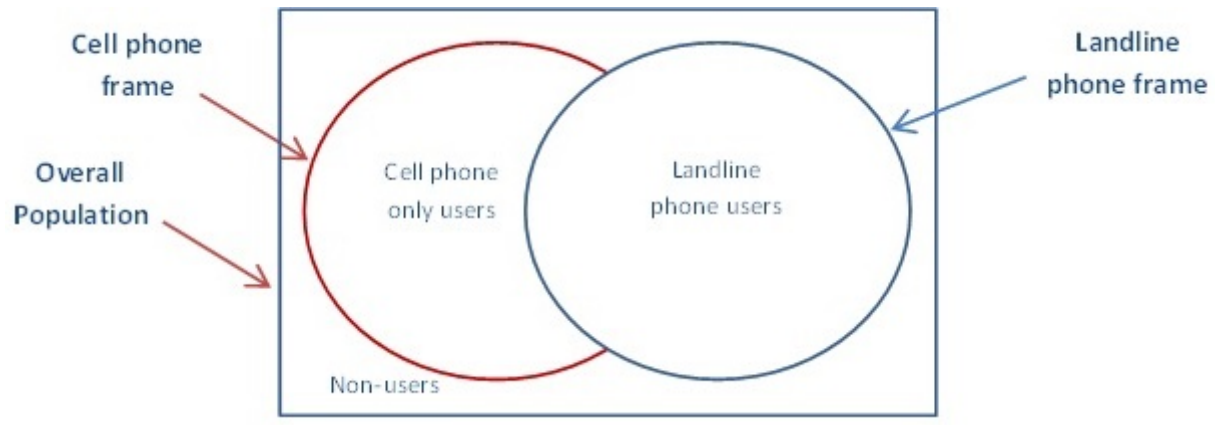 Cell phone
frame
Landline
phone frame
Overall
Population
Cell phone
only users
Landline
phone users
Non-users